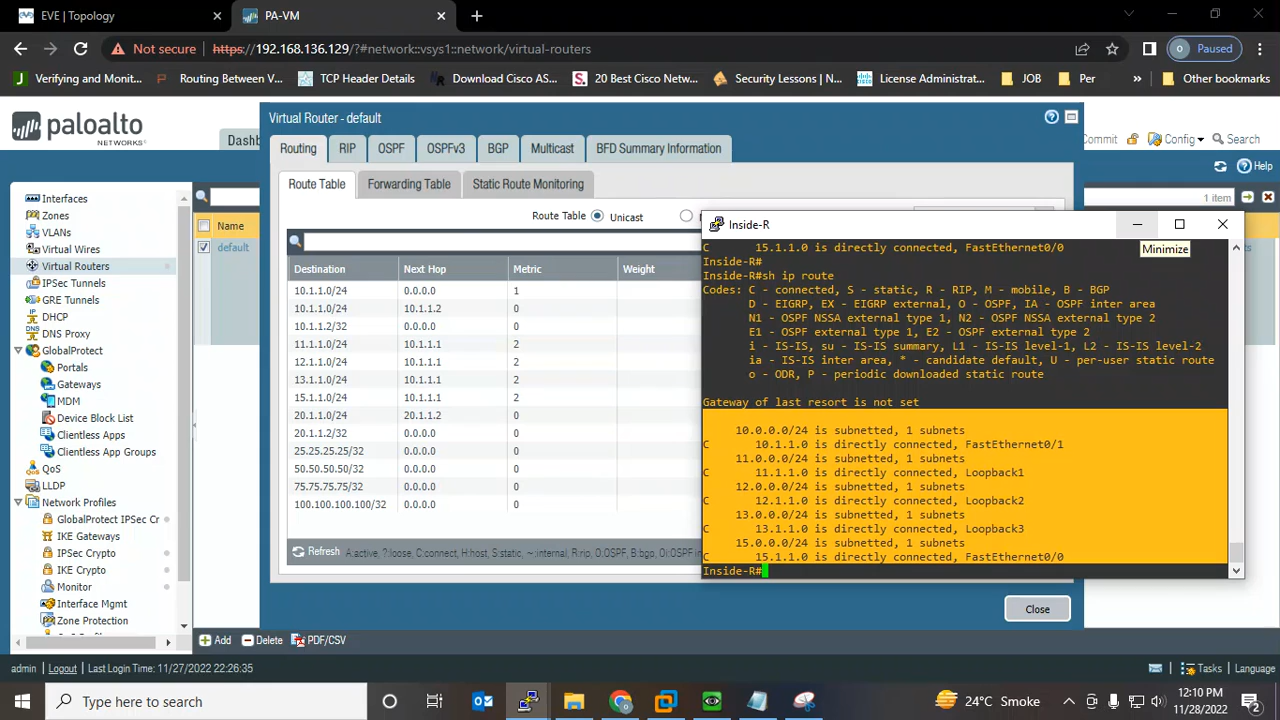 EVE | Topology
PA-VM
Not secure
https://192.168.136.129/?#network::vsys1::network/virtual-routers
Paused
Verifying and Monit...
Routing Between V...
TCP Header Details
Download Cisco AS...
20 Best Cisco Netw...
Security Lessons | N...
License Administrat...
JOB
Per
Other bookmarks
paloalto
NETWORKS
Dashb
Virtual Router - default
Commit
Config
Search
Routing
RIP
OSPF
OSPFv3
BGP
Multicast
BFD Summary Information
Help
Route Table
Forwarding Table
Static Route Monitoring
Interfaces
Zones
VLANs
Virtual Wires
Virtual Routers
IPSec Tunnels
GRE Tunnels
DHCP
DNS Proxy
GlobalProtect
Portals
Gateways
MDM
Device Block List
Clientless Apps
Clientless App Groups
QoS
LLDP
Network Profiles
GlobalProtect IPSec Cr
IKE Gateways
IPSec Crypto
IKE Crypto
Monitor
Interface Mgmt
Zone Protection
Name
default
1 item
Route Table
Unicast
Destination Next Hop Metric Weight
10.1.1.0/24 0.0.0.0 1
10.1.1.0/24 10.1.1.2 0
10.1.1.2/32 0.0.0.0 0
11.1.1.0/24 10.1.1.1 2
12.1.1.0/24 10.1.1.1 2
13.1.1.0/24 10.1.1.1 2
15.1.1.0/24 10.1.1.1 2
20.1.1.0/24 20.1.1.2 0
20.1.1.2/32 0.0.0.0 0
25.25.25.25/32 0.0.0.0 0
50.50.50.50/32 0.0.0.0 0
75.75.75.75/32 0.0.0.0 0
100.100.100.100/32 0.0.0.0 0
Refresh
A:active, ?:loose, C:connect, H:host, S:static, ~:internal, R:rip, O:OSPF, B:bgp, Oi:OSPF in
Inside-R
Minimize
C 15.1.1.0 is directly connected, FastEthernet0/0
Inside-R#
Inside-R#sh ip route
Codes: C - connected, S - static, R - RIP, M - mobile, B - BGP
D - EIGRP, EX - EIGRP external, O - OSPF, IA - OSPF inter area
N1 - OSPF NSSA external type 1, N2 - OSPF NSSA external type 2
E1 - OSPF external type 1, E2 - OSPF external type 2
i - IS-IS, su - IS-IS summary, L1 - IS-IS level-1, L2 - IS-IS level-2
ia - IS-IS inter area, * - candidate default, U - per-user static route
o - ODR, P - periodic downloaded static route
Gateway of last resort is not set
10.0.0.0/24 is subnetted, 1 subnets
C 10.1.1.0 is directly connected, FastEthernet0/1
11.0.0.0/24 is subnetted, 1 subnets
C 11.1.1.0 is directly connected, Loopback1
12.0.0.0/24 is subnetted, 1 subnets
C 12.1.1.0 is directly connected, Loopback2
13.0.0.0/24 is subnetted, 1 subnets
C 13.1.1.0 is directly connected, Loopback3
15.0.0.0/24 is subnetted, 1 subnets
C 15.1.1.0 is directly connected, FastEthernet0/0
Inside-R#
Close
Add
Delete
PDF/CSV
admin
Logout
Last Login Time: 11/27/2022 22:26:35
Tasks
Language
Type here to search
24°C Smoke
12:10 PM
11/28/2022
2